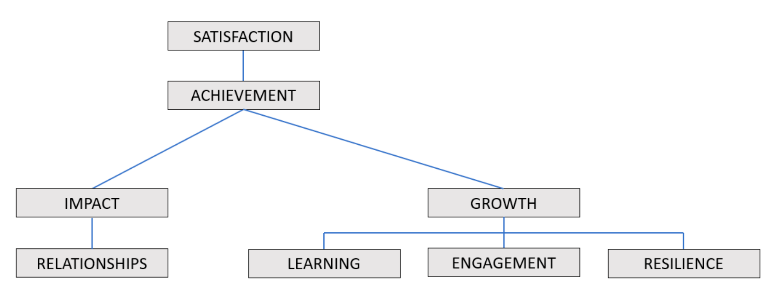 SATISFACTION
ACHIEVEMENT
IMPACT
GROWTH
RELATIONSHIPS
LEARNING
ENGAGEMENT
RESILIENCE